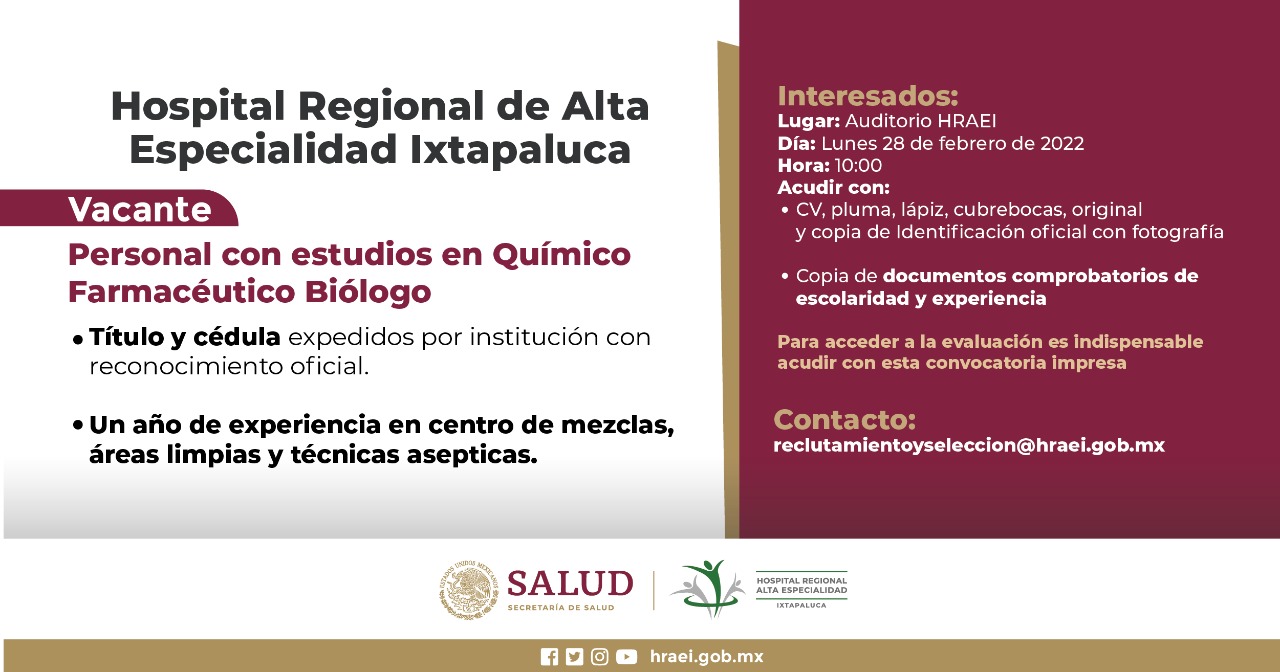 Hospital Regional de Alta
Especialidad Ixtapaluca
Vacante
Personal con estudios en Químico
Farmacéutico Biólogo
• Título y cédula expedidos por institución con
reconocimiento oficial.
• Un año de experiencia en centro de mezclas,
áreas limpias y técnicas asepticas.
Interesados:
Lugar: Auditorio HRAEI
Día: Lunes 28 de febrero de 2022
Hora: 10:00
Acudir con:
• CV, pluma, lápiz, cubrebocas, original
y copia de Identificación oficial con fotografía
• Copia de documentos comprobatorios de
escolaridad y experiencia
Para acceder a la evaluación es indispensable
acudir con esta convocatoria impresa
Contacto:
reclutamientoyseleccion@hraei.gob.mx
ESTADOS UNIDOS MEXICANOS
SALUD
SECRETARÍA DE SALUD
HOSPITAL REGIONAL
ALTA ESPECIALIDAD
IXTAPALUCA
hraei.gob.mx